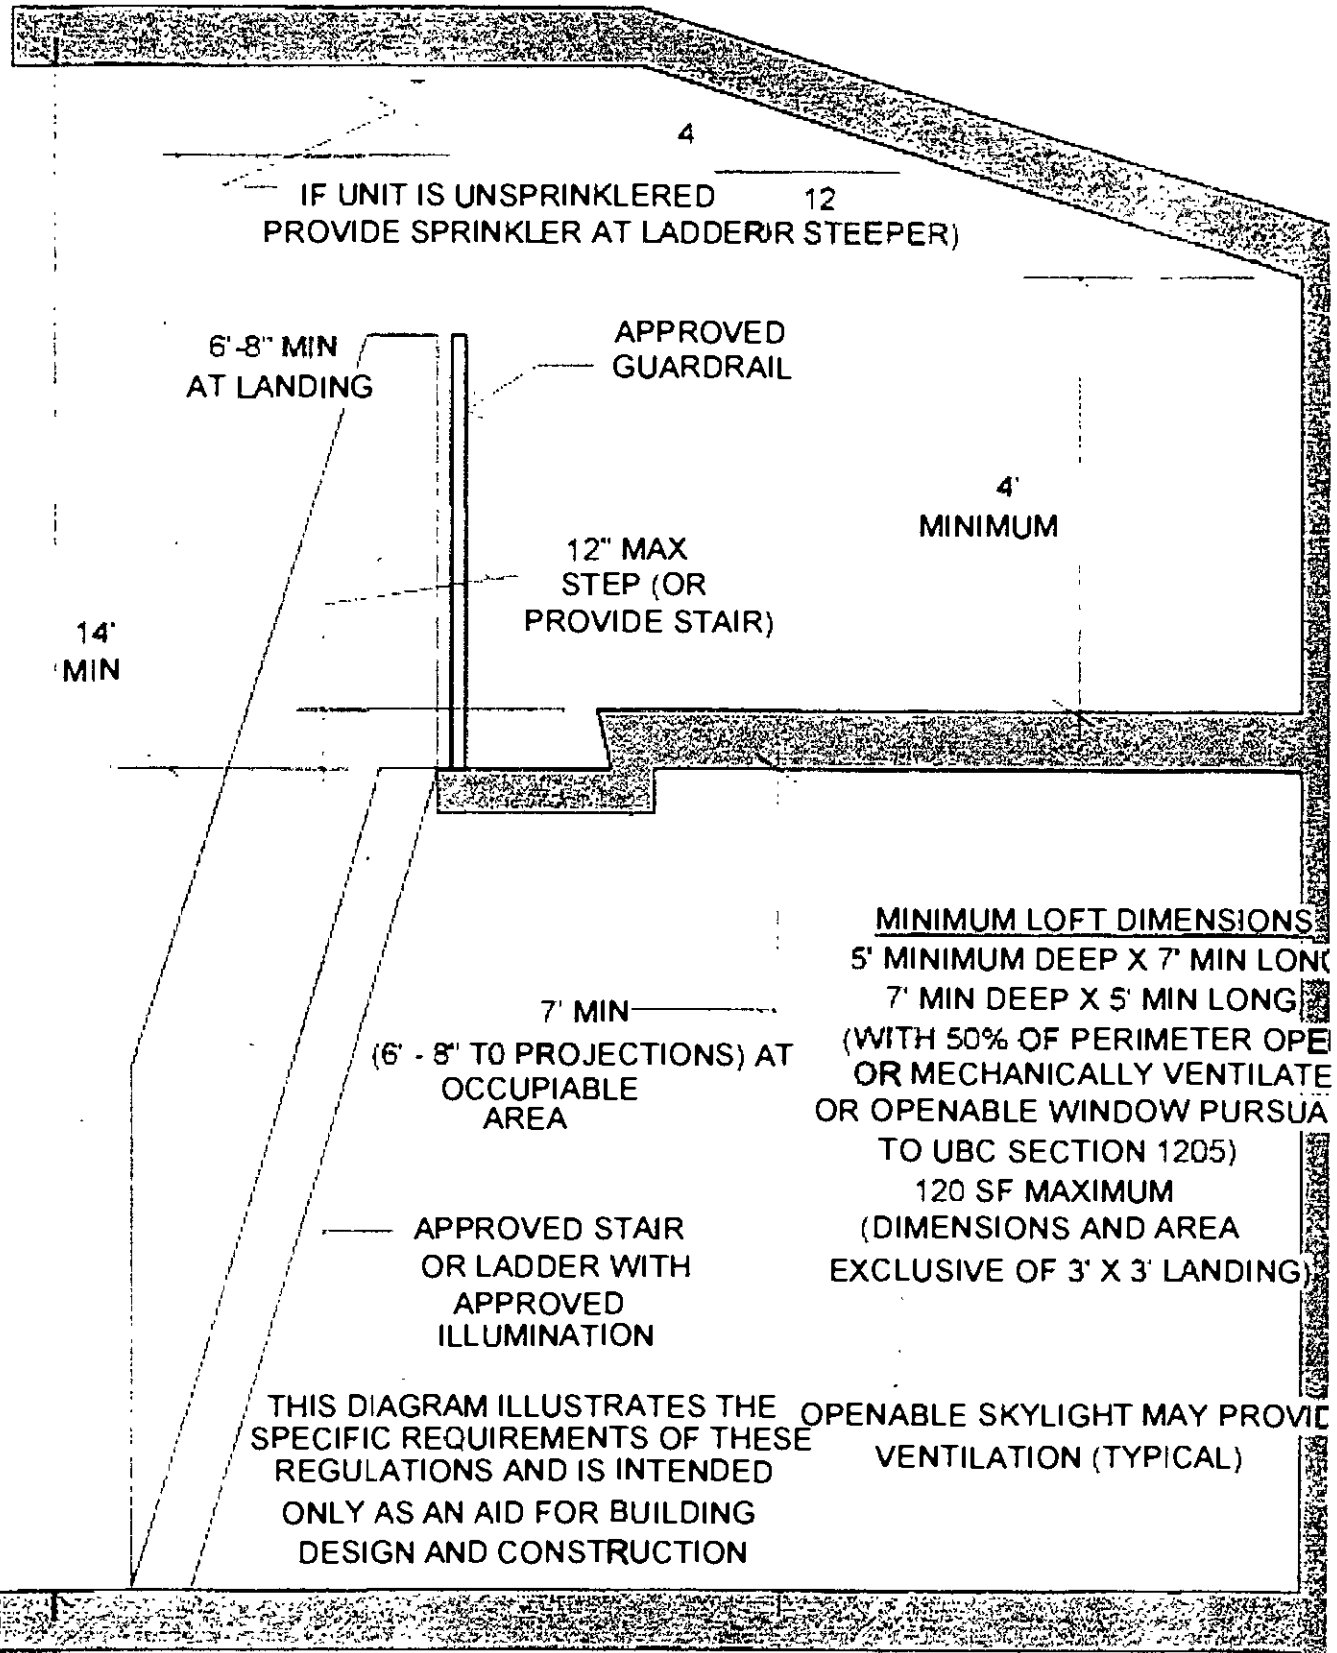 4
12
IF UNIT IS UNSPRINKLERED
PROVIDE SPRINKLER AT LADDER
R STEEPER)
6'-8" MIN
AT LANDING
APPROVED
GUARDRAIL
4'
MINIMUM
12" MAX
STEP (OR
PROVIDE STAIR)
14'
MIN
MINIMUM LOFT DIMENSIONS
5' MINIMUM DEEP X 7' MIN LON
7' MIN DEEP X 5' MIN LONG
(WITH 50% OF PERIMETER OPE
OR MECHANICALLY VENTILATE
OR OPENABLE WINDOW PURSUA
TO UBC SECTION 1205)
120 SF MAXIMUM
(DIMENSIONS AND AREA
EXCLUSIVE OF 3' X 3' LANDING)
7' MIN
(6' - 8" TO PROJECTIONS) AT
OCCUPIABLE
AREA
APPROVED STAIR
OR LADDER WITH
APPROVED
ILLUMINATION
THIS DIAGRAM ILLUSTRATES THE
SPECIFIC REQUIREMENTS OF THESE
REGULATIONS AND IS INTENDED
ONLY AS AN AID FOR BUILDING
DESIGN AND CONSTRUCTION
OPENABLE SKYLIGHT MAY PROVID
VENTILATION (TYPICAL)